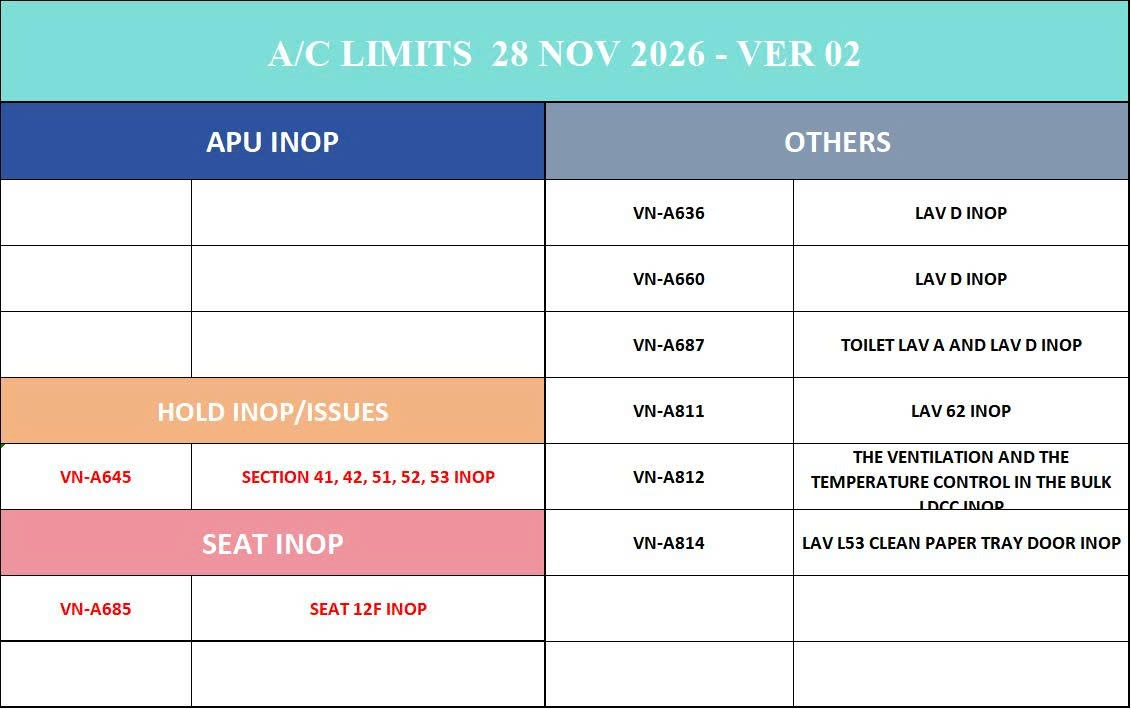 A/C LIMITS 28 NOV 2026 - VER 02
APU INOP
OTHERS
VN-A636
LAV D INOP
VN-A660
LAV D INOP
VN-A687
TOILET LAV A AND LAV D INOP
HOLD INOP/ISSUES
VN-A811
LAV 62 INOP
VN-A645
SECTION 41, 42, 51, 52, 53 INOP
VN-A812
THE VENTILATION AND THE
TEMPERATURE CONTROL IN THE BULK
LDCC INOP
SEAT INOP
VN-A814
LAV L53 CLEAN PAPER TRAY DOOR INOP
VN-A685
SEAT 12F INOP